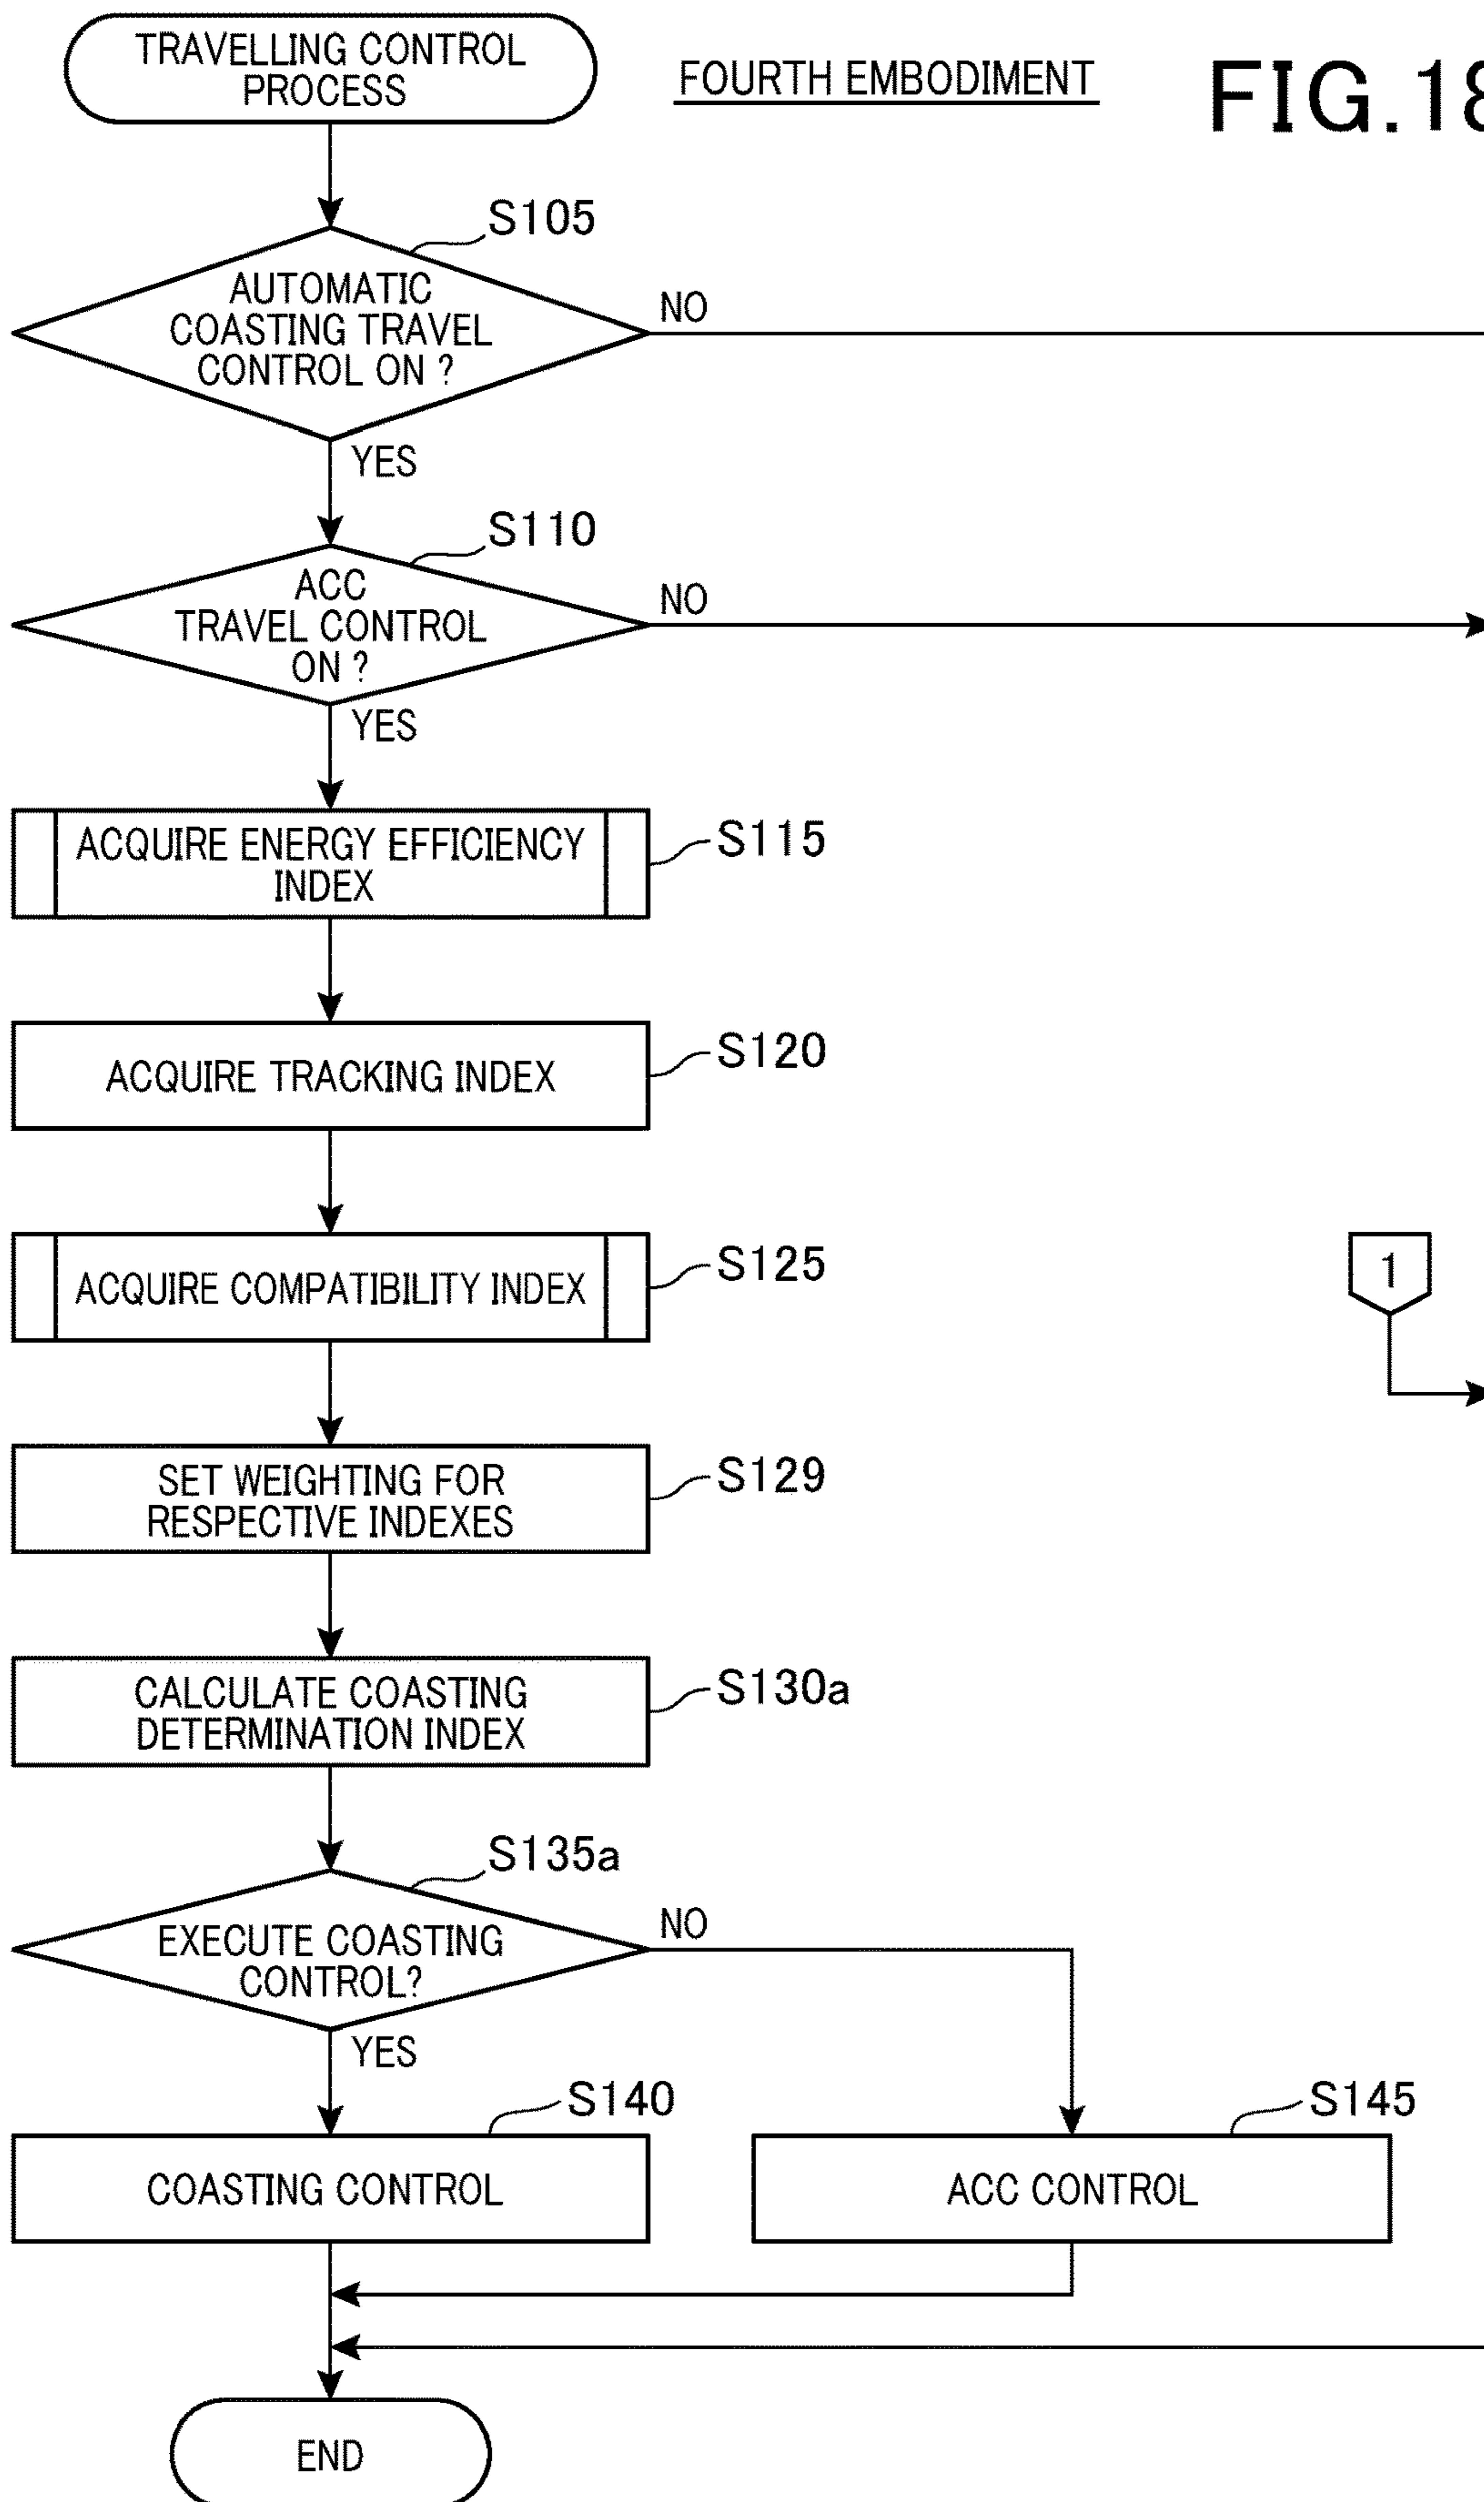 TRAVELLING CONTROL
PROCESS
FOURTH EMBODIMENT
FIG.18
S105
AUTOMATIC
COASTING TRAVEL
CONTROL ON ?
NO
YES
S110
ACC
TRAVEL CONTROL
ON ?
NO
YES
ACQUIRE ENERGY EFFICIENCY
INDEX
S115
ACQUIRE TRACKING INDEX
S120
ACQUIRE COMPATIBILITY INDEX
S125
1
SET WEIGHTING FOR
RESPECTIVE INDEXES
S129
CALCULATE COASTING
DETERMINATION INDEX
S130a
S135a
EXECUTE COASTING
CONTROL?
NO
YES
S140
COASTING CONTROL
S145
ACC CONTROL
END